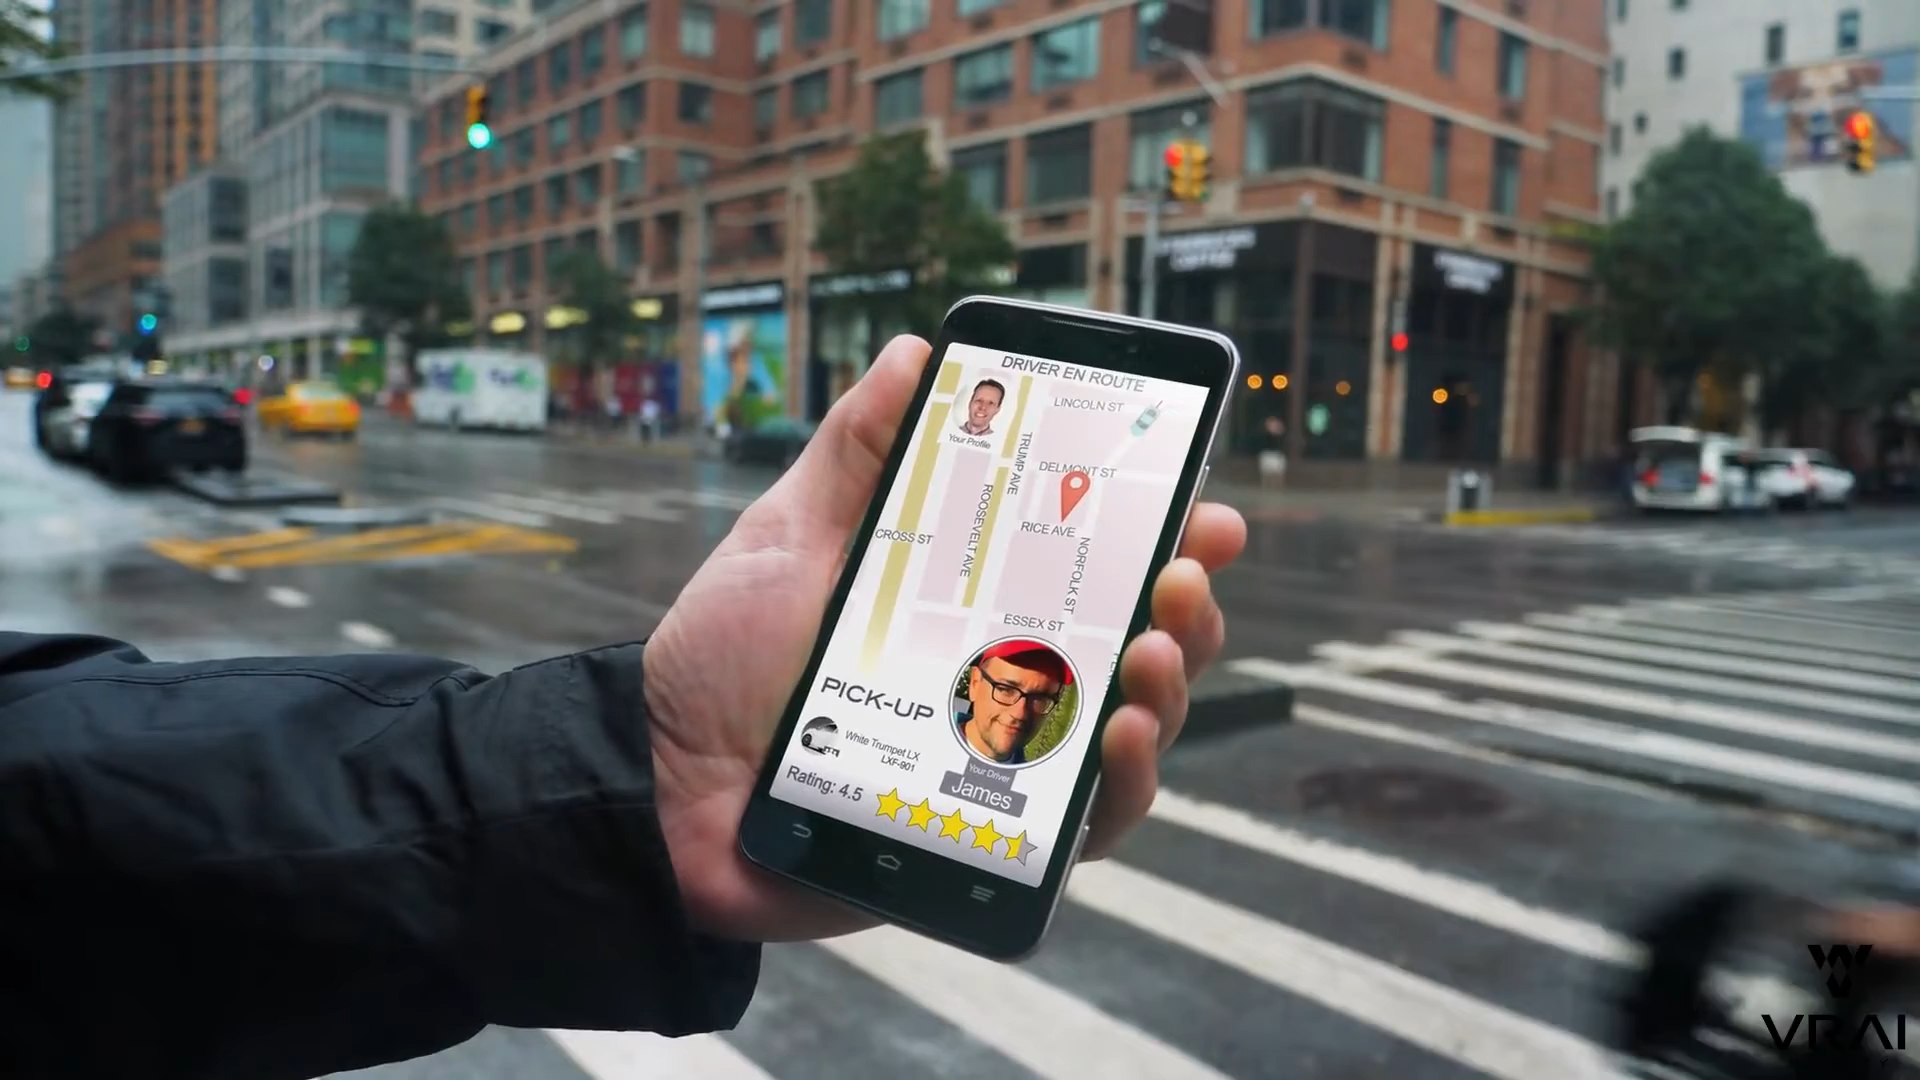 DRIVER EN ROUTE
LINCOLN ST
Your Profile
TRUMP AVE
DELMONT ST
ROOSEVELT AVE
RICE AVE
CROSS ST
NORFOLK ST
ESSEX ST
PICK-UP
White Trumpet LX
LXF-901
Your Driver
James
Rating: 4.5
VRAI